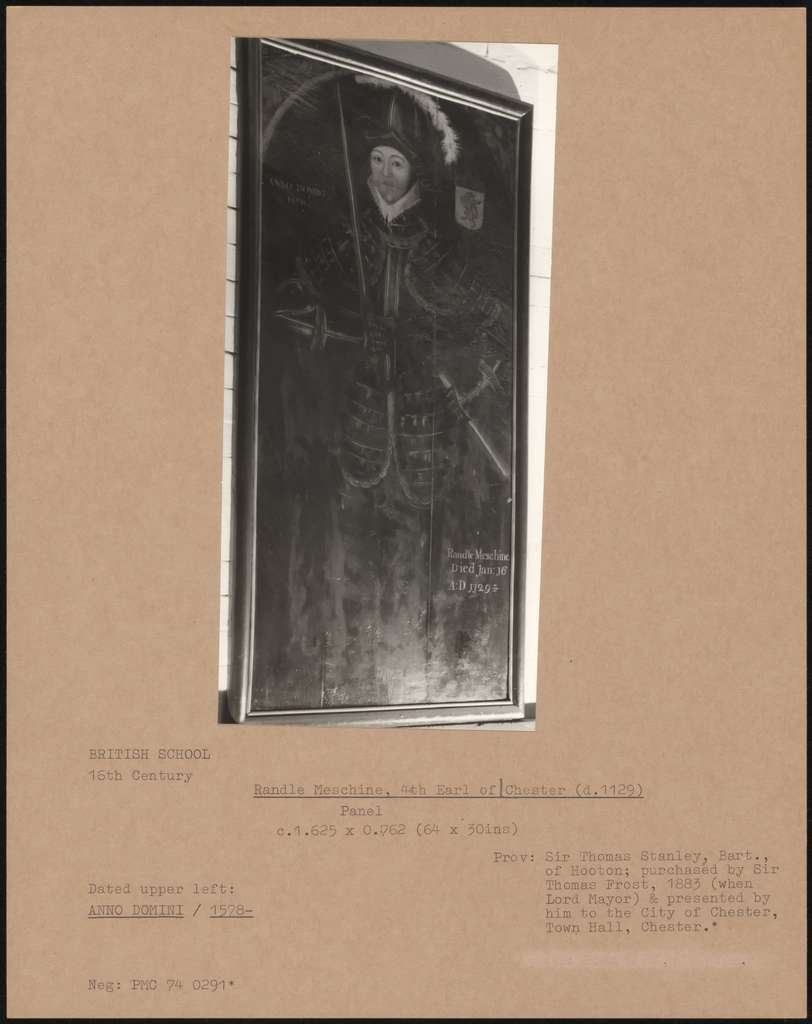 ANNO DOMINI
Randle Meschine
Died Jan: 16
A:D 1129
BRITISH SCHOOL
16th Century
Randle Meschine, 4th Earl of Chester (d.1129)
Panel
c.1.625 x 0.762 (64 x 30ins)
Prov: Sir Thomas Stanley, Bart.,
of Hooton; purchased by Sir
Thomas Frost, 1883 (when
Lord Mayor) & presented by
him to the City of Chester,
Town Hall, Chester.*
Dated upper left:
ANNO DOMINI / 1578-
Neg: PMC 74 0291*